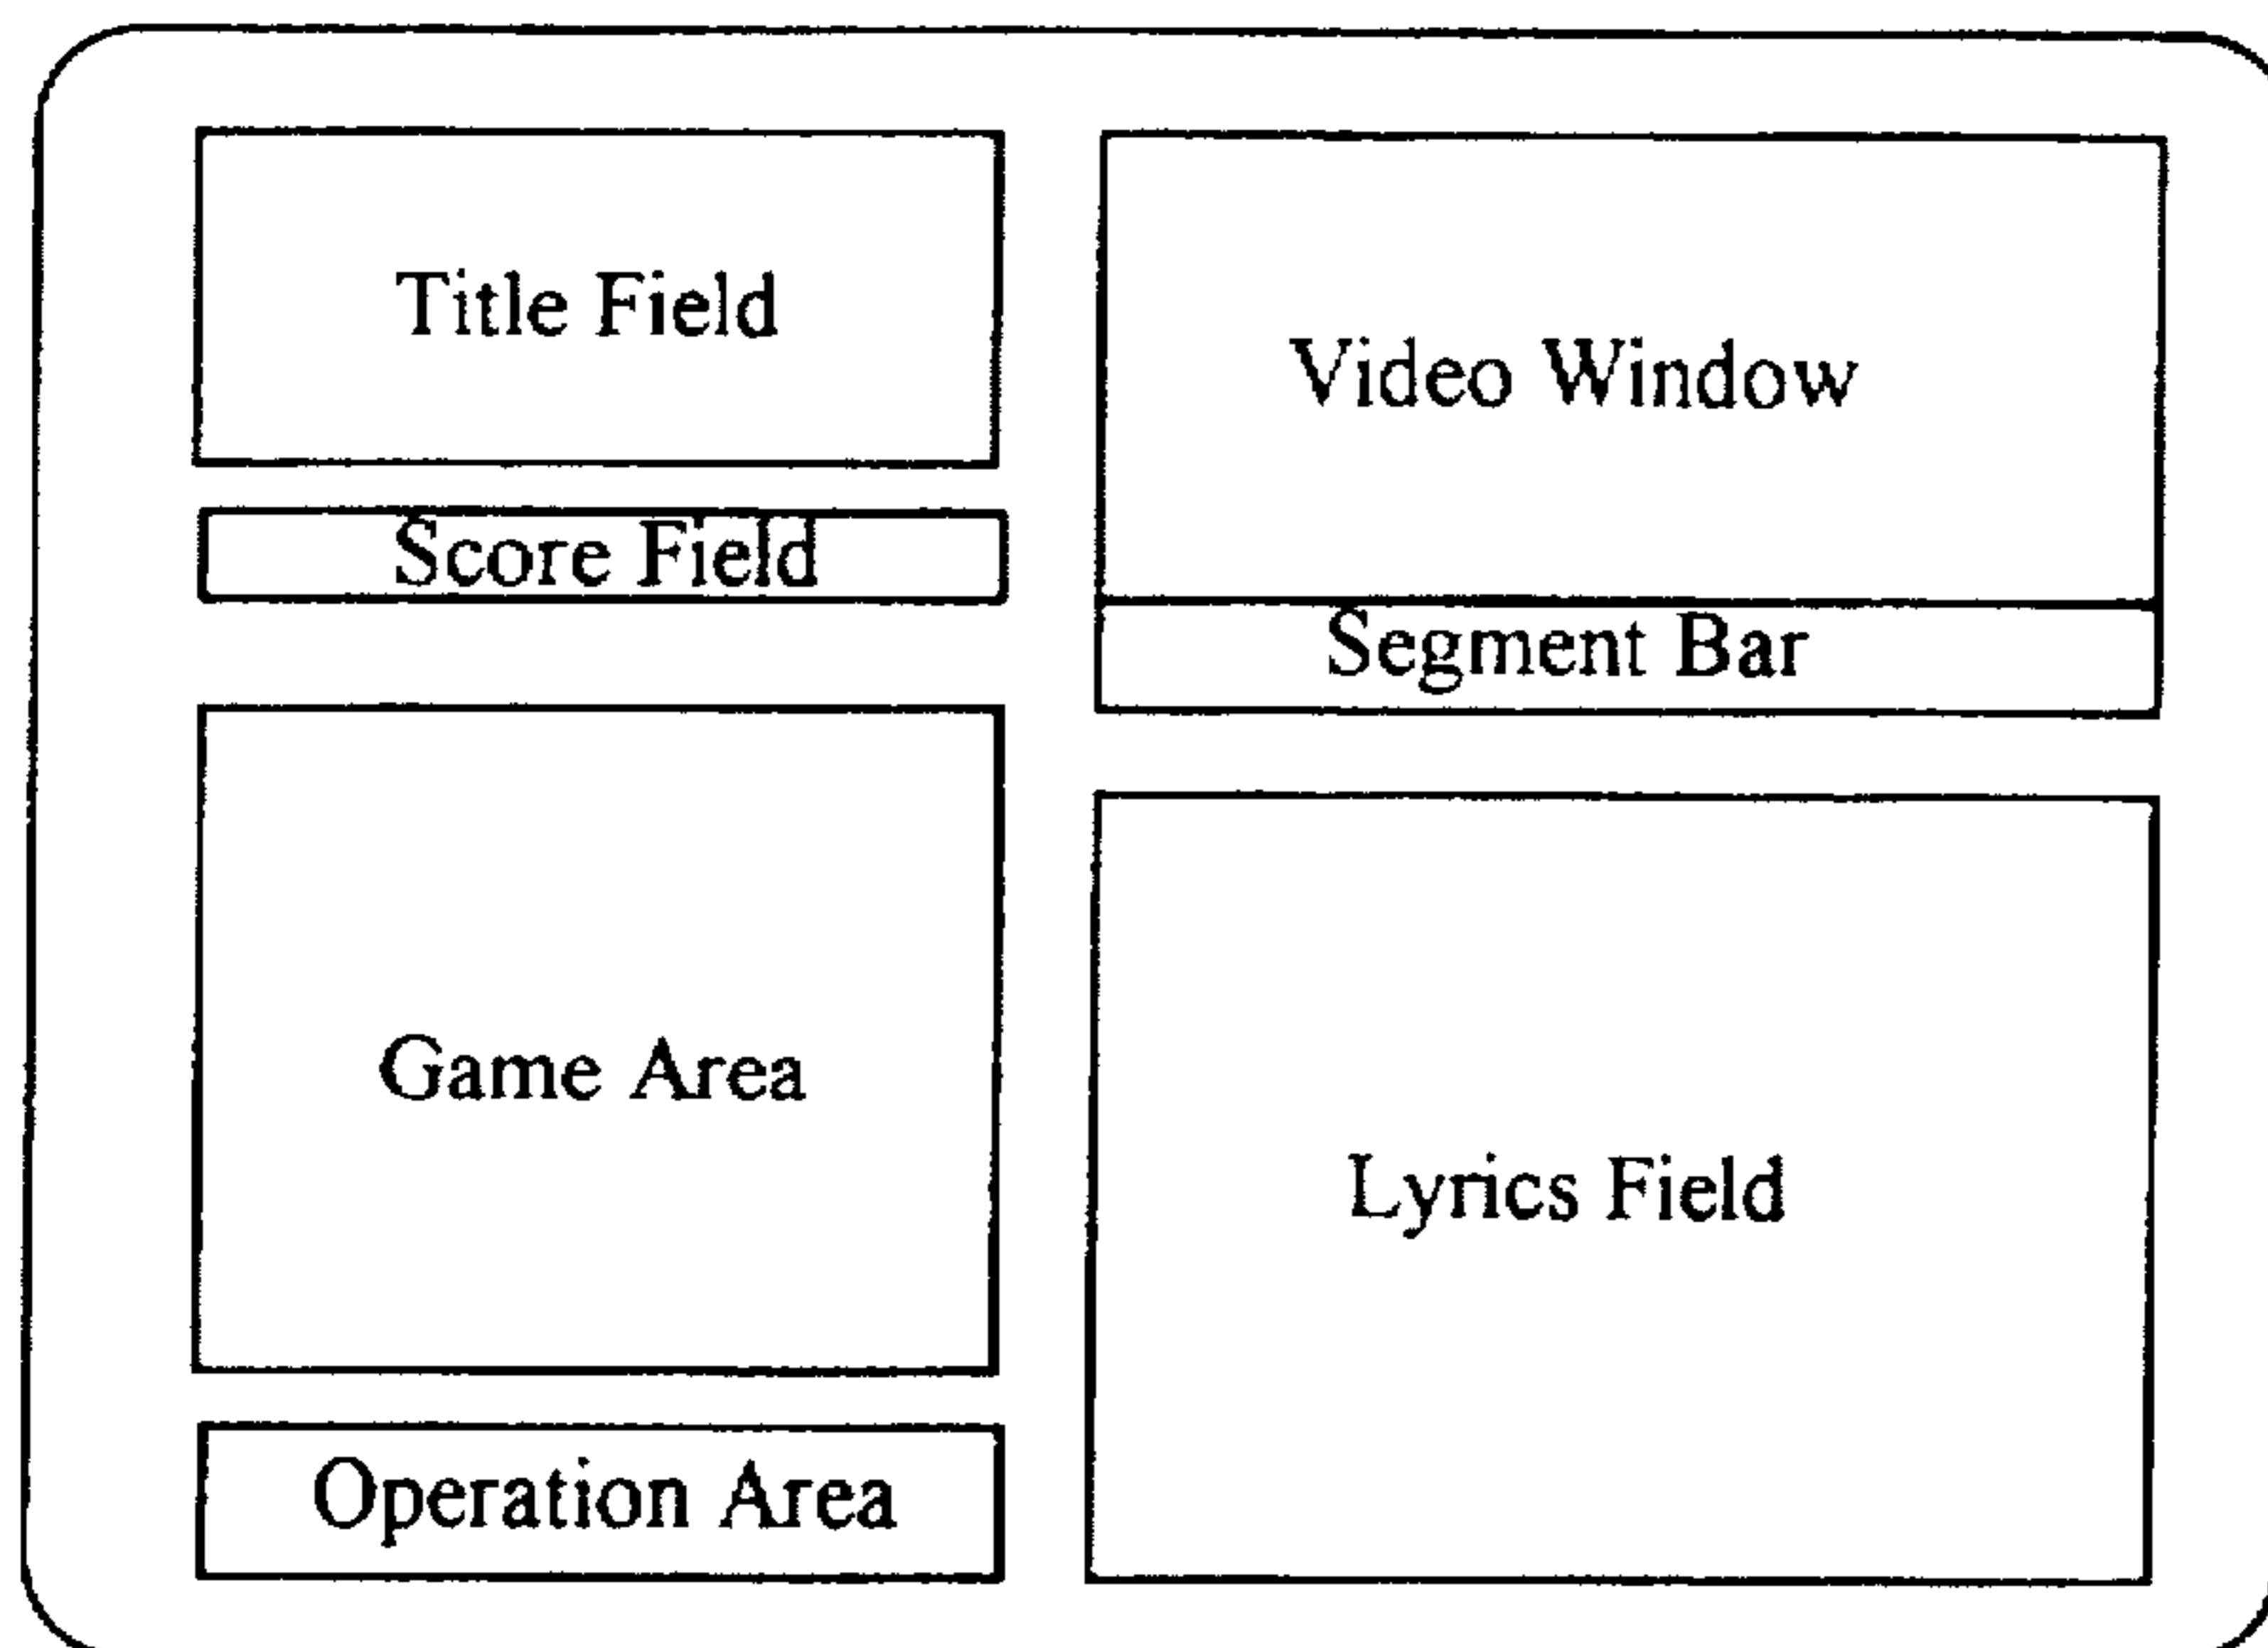 Title Field
Score Field
Game Area
Operation Area
Video Window
Segment Bar
Lyrics Field